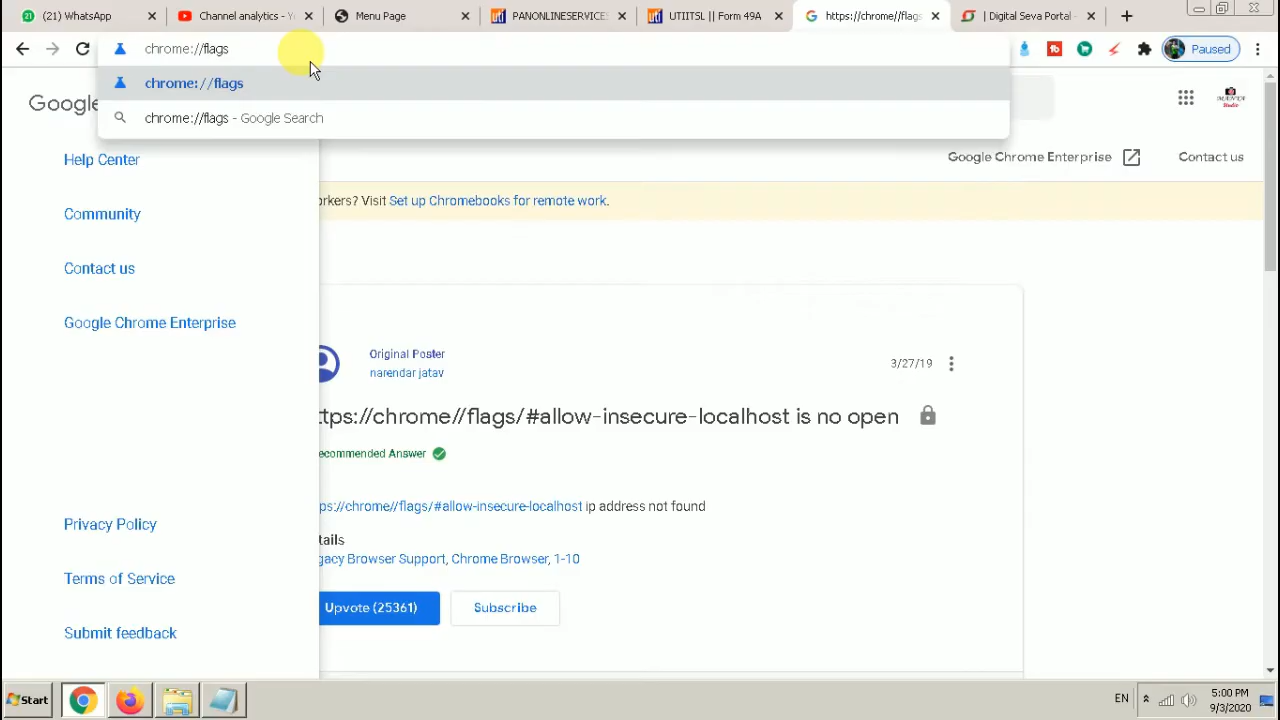 WhatsApp
Channel analytics - Y
Menu Page
PANONLINESERVICES
UTIITSL || Form 49A
https://chrome//flags
| Digital Seva Portal -
chrome://flags
Paused
chrome://flags
chrome://flags - Google Search
Google
Help Center
Google Chrome Enterprise
Contact us
orkers? Visit Set up Chromebooks for remote work.
Community
Contact us
Google Chrome Enterprise
Original Poster
narendar jatav
3/27/19
ttps://chrome//flags/#allow-insecure-localhost is no open
ecommended Answer
ps://chrome//flags/#allow-insecure-localhost ip address not found
tails
gacy Browser Support, Chrome Browser, 1-10
Privacy Policy
Terms of Service
Submit feedback
Upvote (25361)
Subscribe
Start
EN
5:00 PM
9/3/2020